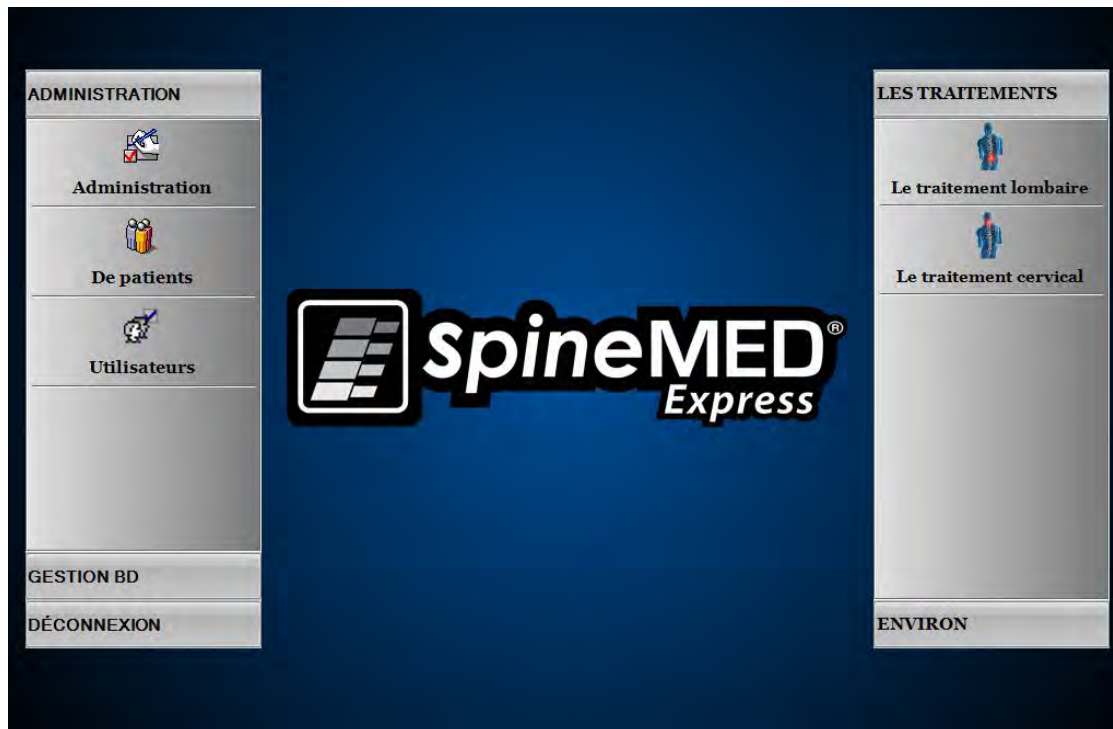 ADMINISTRATION
Administration
De patients
Utilisateurs
GESTION BD
DÉCONNEXION
SpineMED®
Express
LES TRAITEMENTS
Le traitement lombaire
Le traitement cervical
ENVIRON